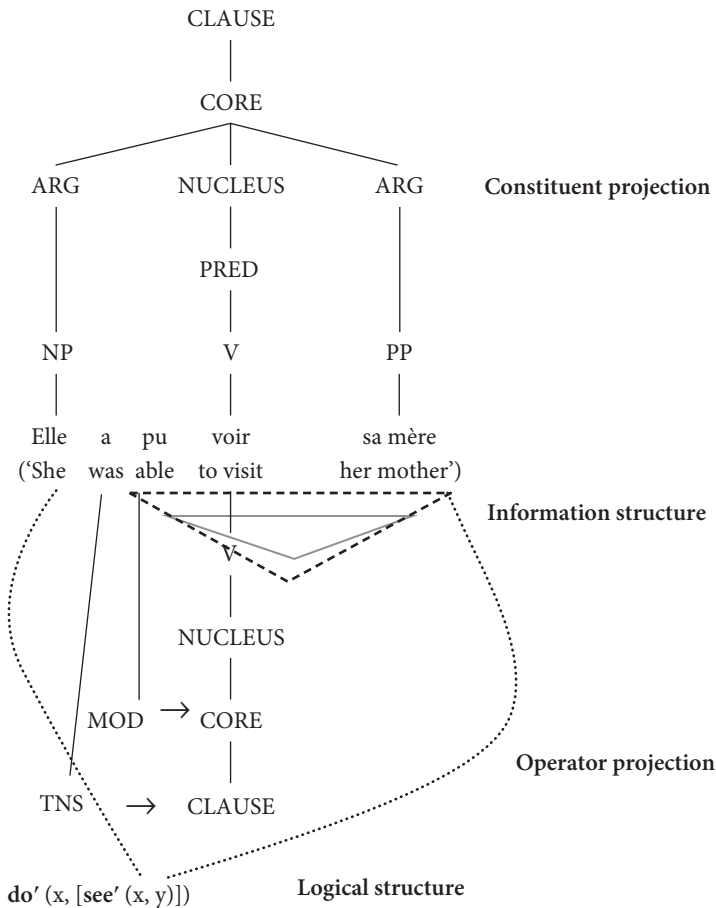 CLAUSE
CORE
ARG NUCLEUS ARG Constituent projection
PRED
NP V PP
Elle a pu voir sa mère
(‘She was able to visit her mother’)
Information structure
V
NUCLEUS
MOD → CORE
Operator projection
TNS → CLAUSE
do′ (x, [see′ (x, y)]) Logical structure